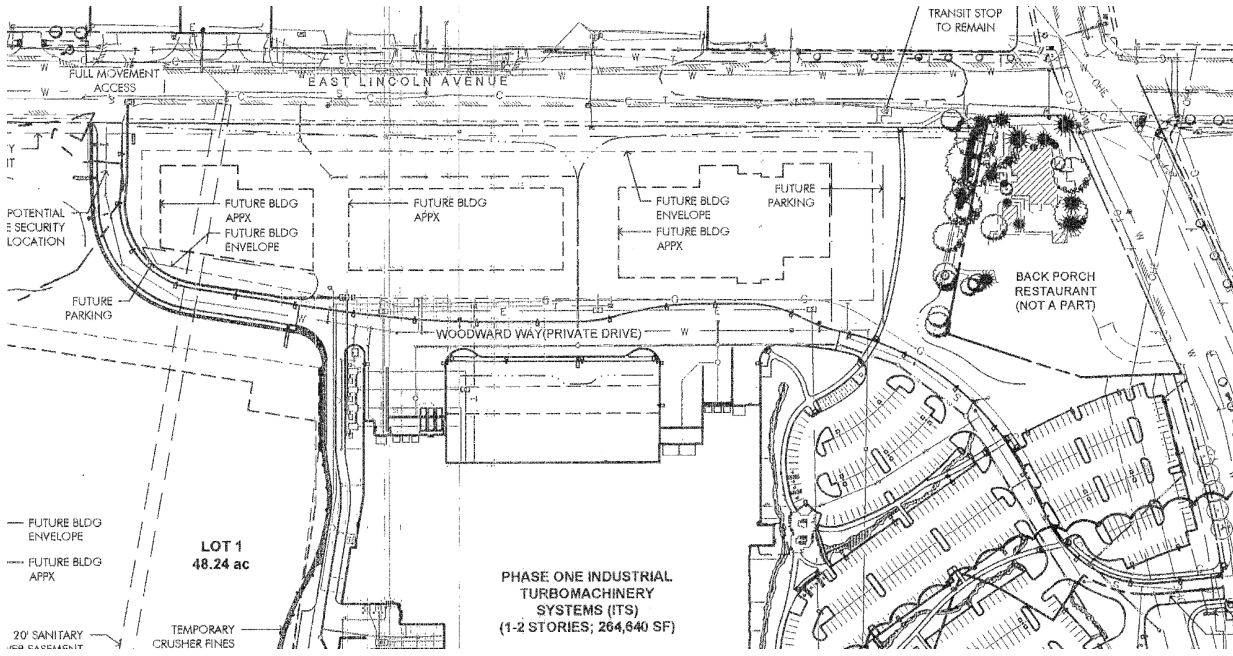 TRANSIT STOP
TO REMAIN
FULL MOVEMENT
ACCESS
EAST LINCOLN AVENUE
POTENTIAL
E SECURITY
LOCATION
FUTURE BLDG
APPX
FUTURE BLDG
ENVELOPE
FUTURE BLDG
APPX
FUTURE BLDG
ENVELOPE
FUTURE BLDG
APPX
FUTURE
PARKING
BACK PORCH
RESTAURANT
(NOT A PART)
FUTURE
PARKING
WOODWARD WAY(PRIVATE DRIVE)
FUTURE BLDG
ENVELOPE
FUTURE BLDG
APPX
LOT 1
48.24 ac
PHASE ONE INDUSTRIAL
TURBOMACHINERY
SYSTEMS (ITS)
(1-2 STORIES; 264,640 SF)
20' SANITARY
TEMPORARY
CRUSHER FINES